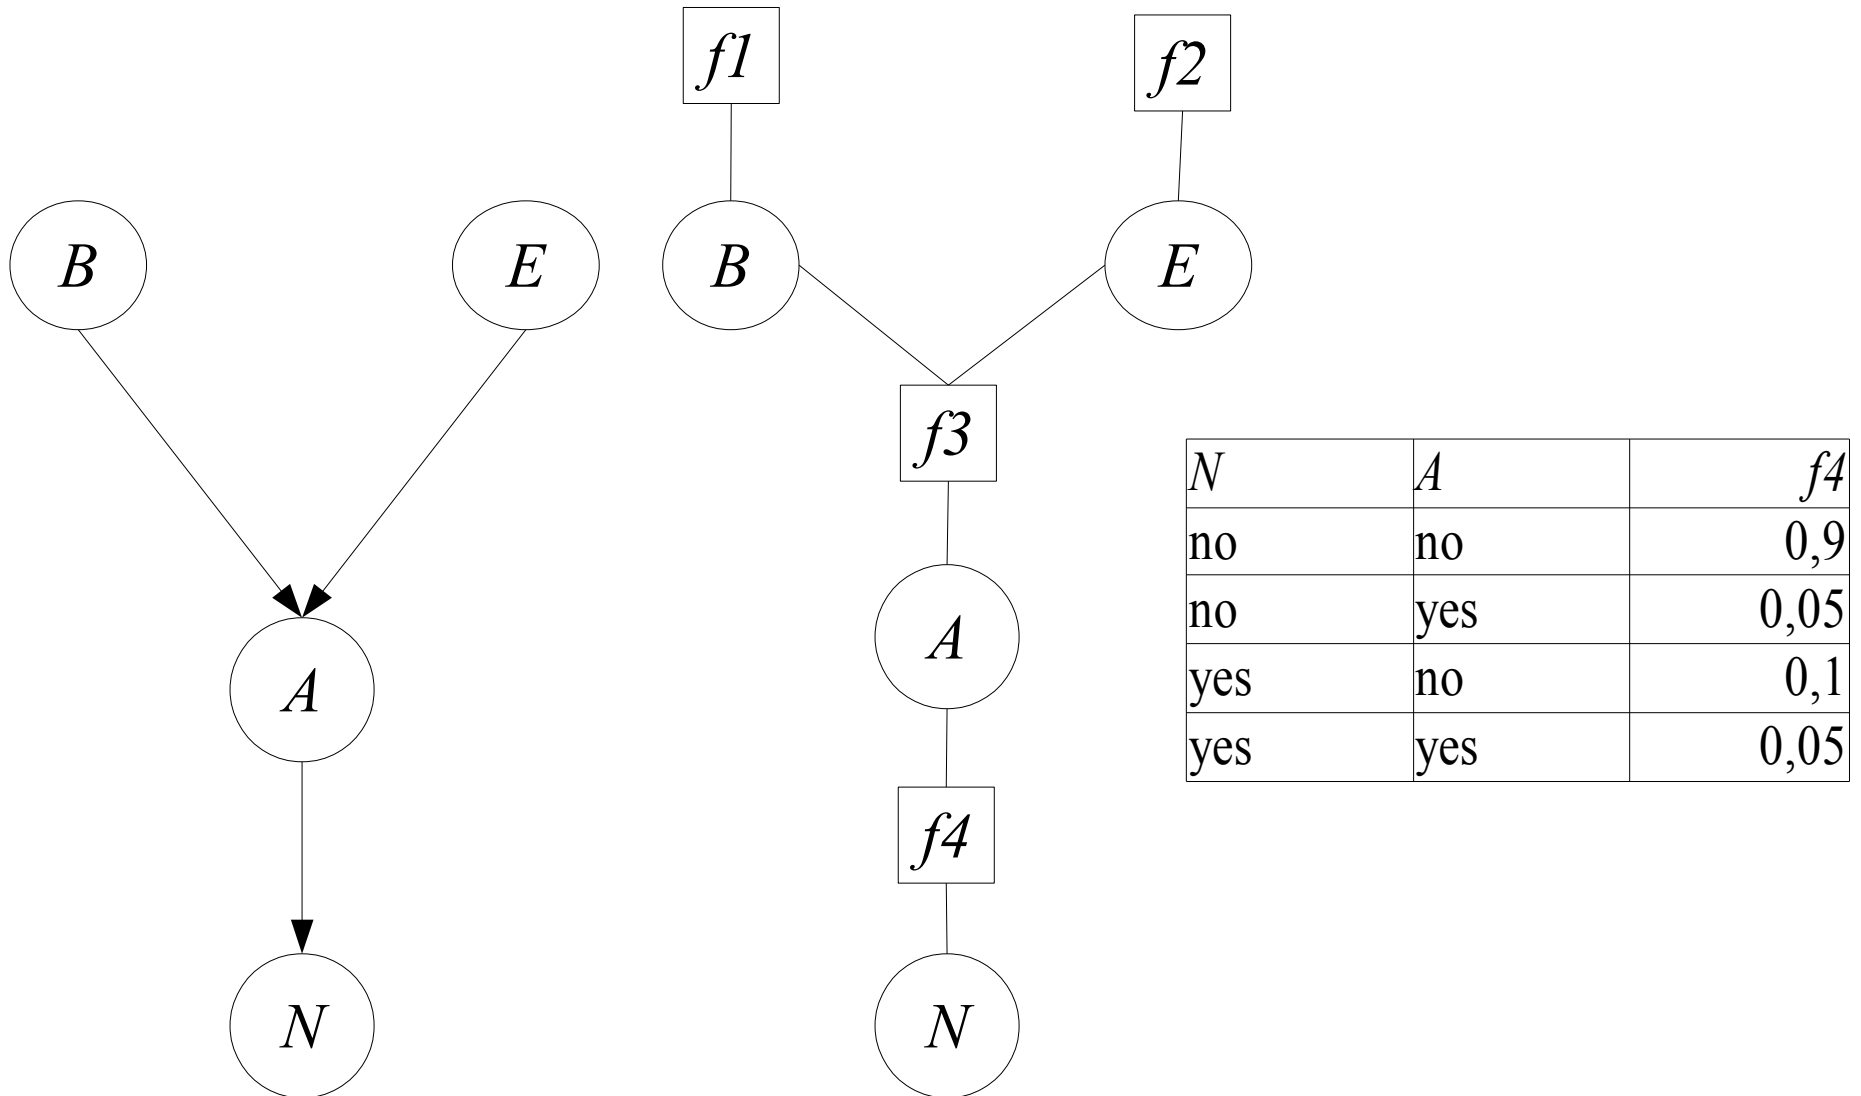 f1
f2
B
E
B
E
f3
A
A
f4
N
N
N A f4
no no 0,9
no yes 0,05
yes no 0,1
yes yes 0,05